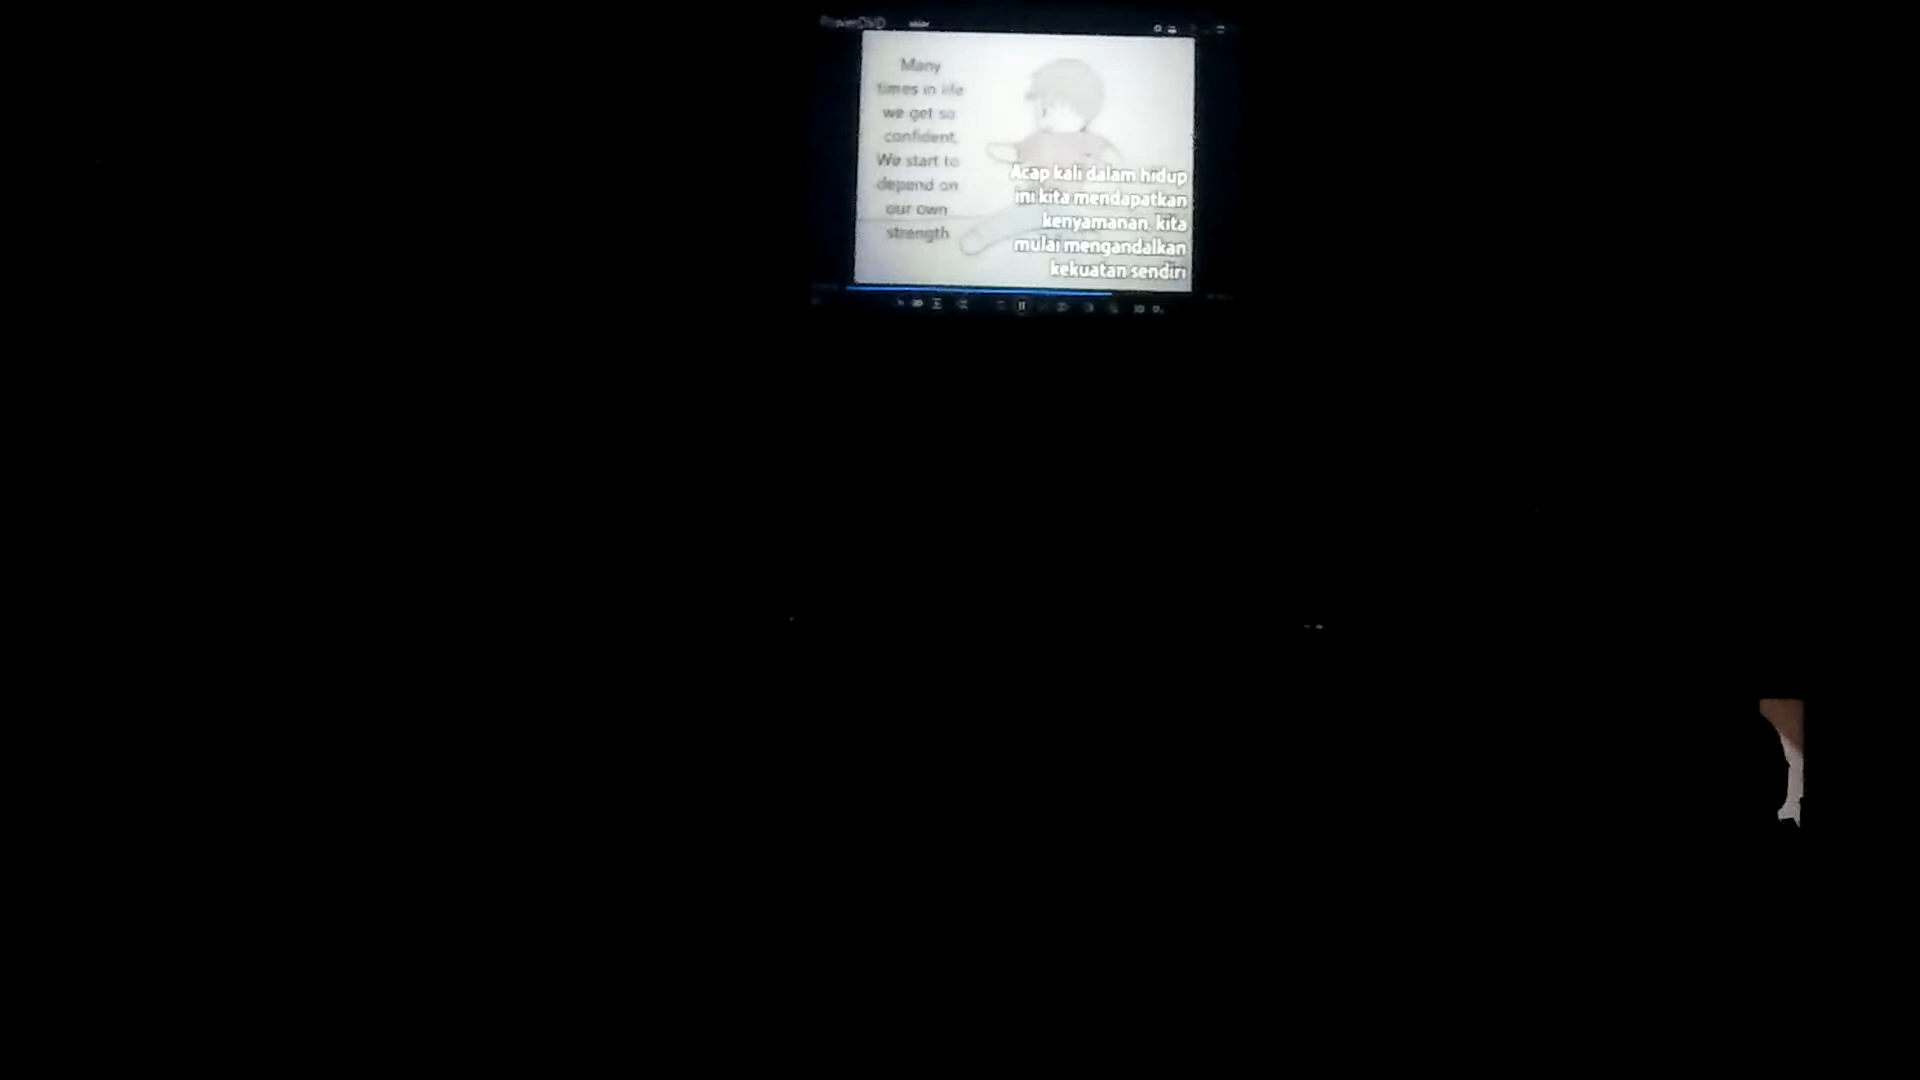 PowerDVD
Many
times in life
we get so
confident,
We start to
depend on
our own
strength
Acap kali dalam hidup
ini kita mendapatkan
kenyamanan, kita
mulai mengandalkan
kekuatan sendiri